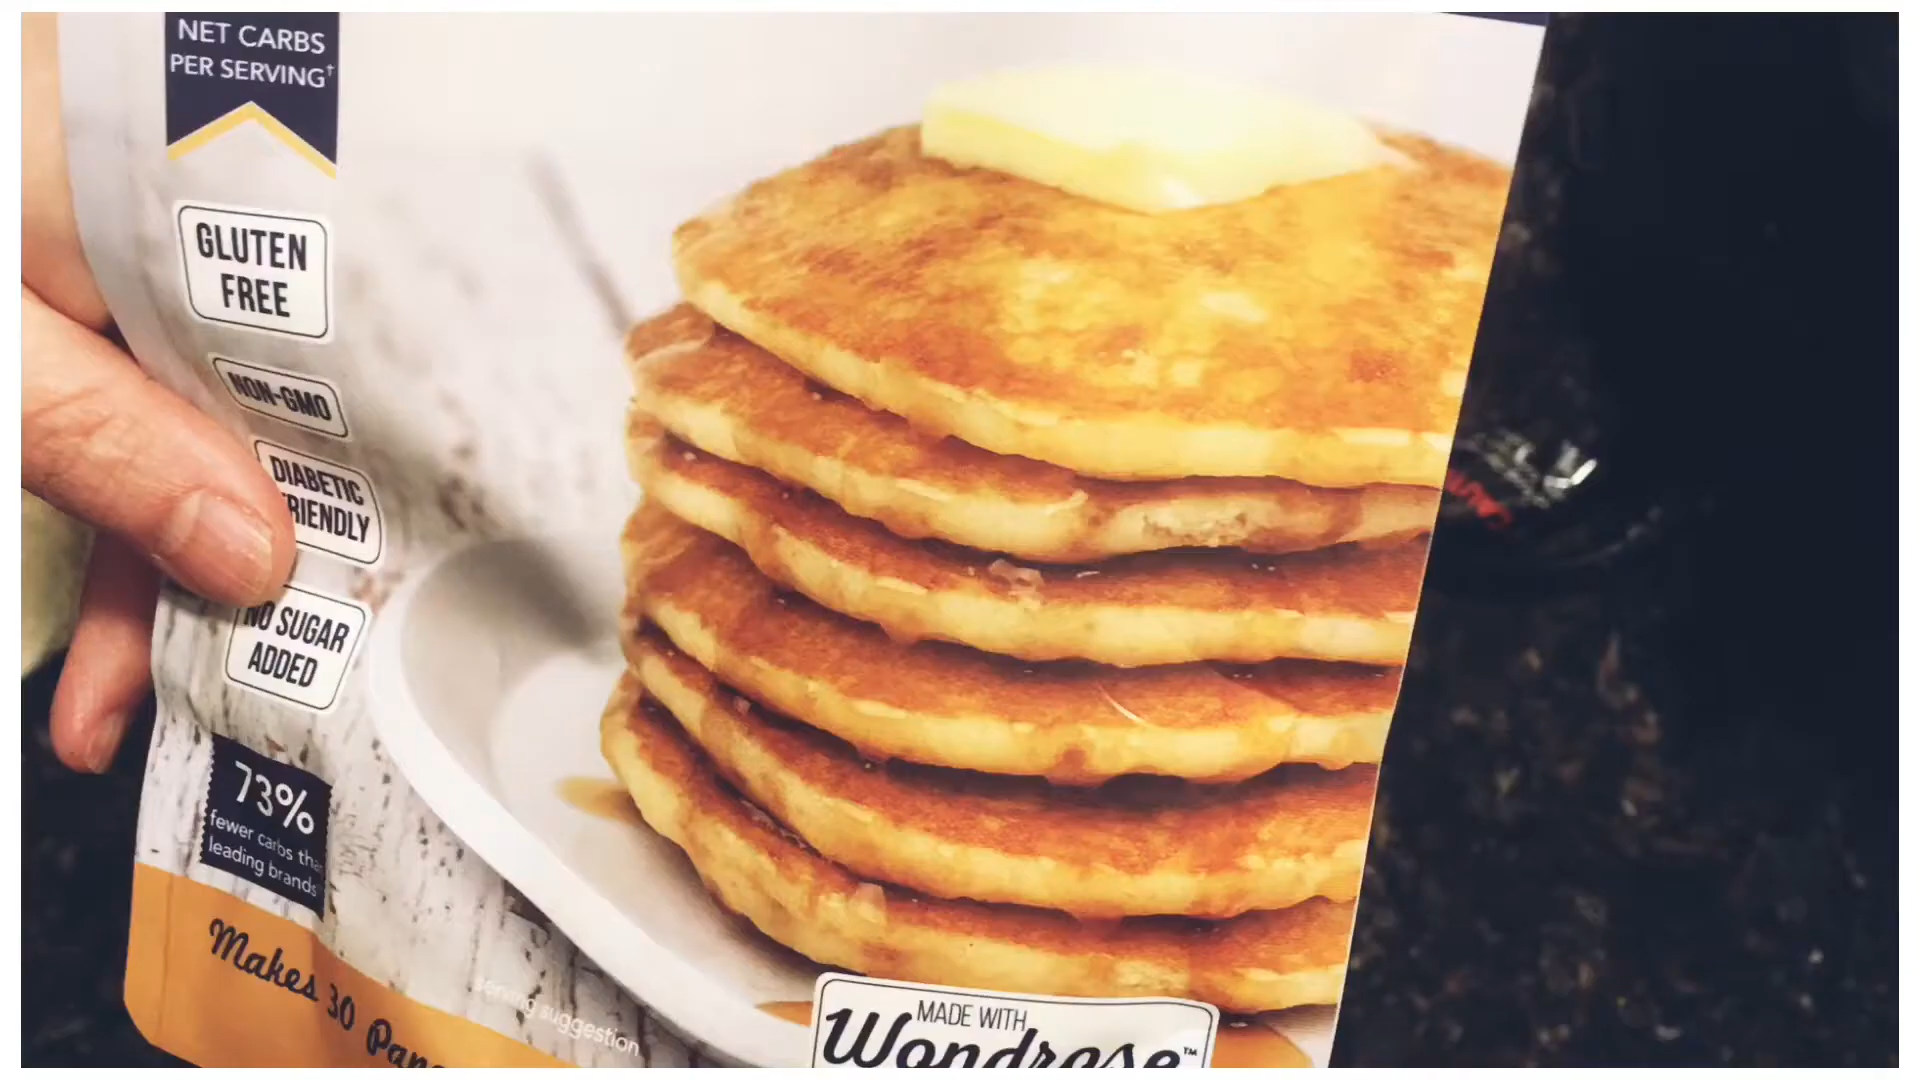 NET CARBS
PER SERVING†
GLUTEN
FREE
NON-GMO
DIABETIC
FRIENDLY
NO SUGAR
ADDED
73%
fewer carbs than
leading brands
Makes 30
serving suggestion
MADE WITH
Wondrose™